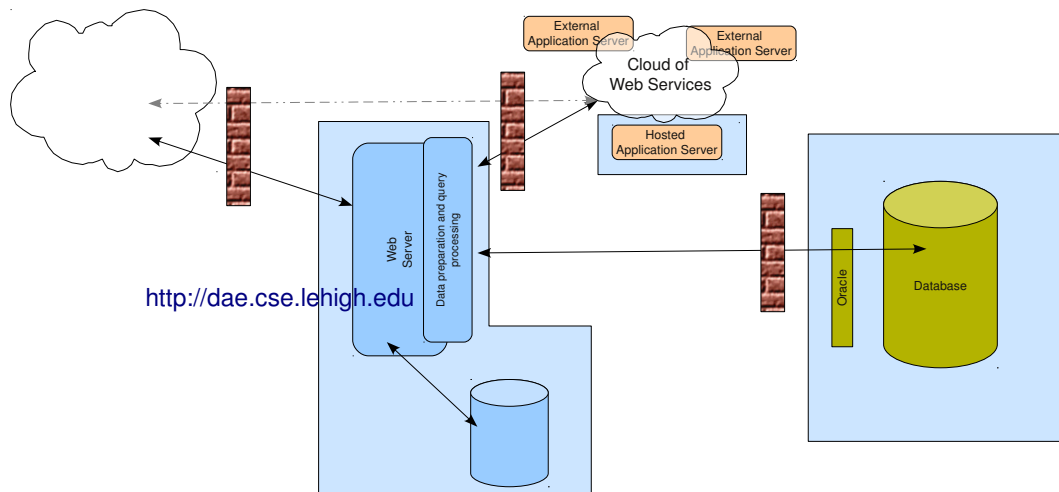 External
Application Server
External
Application Server
Cloud of
Web Services
Hosted
Application Server
Web
Server
Data preparation and query
processing
http://dae.cse.lehigh.edu
Oracle
Database